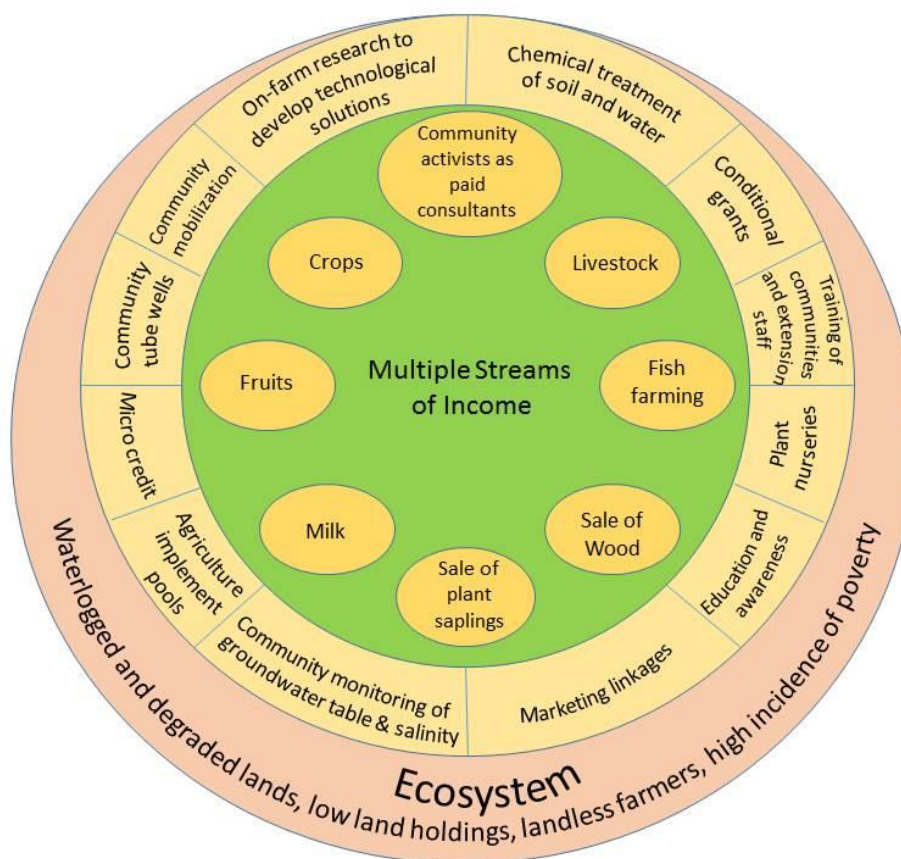 On-farm research to
develop technological
solutions
Chemical treatment
of soil and water
Conditional
grants
Training of
communities
and extension
staff
Plant
nurseries
Education and
awareness
Marketing linkages
Community monitoring of
groundwater table & salinity
Agriculture
implement
pools
Micro credit
Community
tube wells
Community
mobilization
Community
activists as
paid
consultants
Crops
Livestock
Fruits
Multiple Streams
of Income
Fish
farming
Milk
Sale of
Wood
Sale of
plant
saplings
Ecosystem
Waterlogged and degraded lands, low land holdings, landless farmers, high incidence of poverty